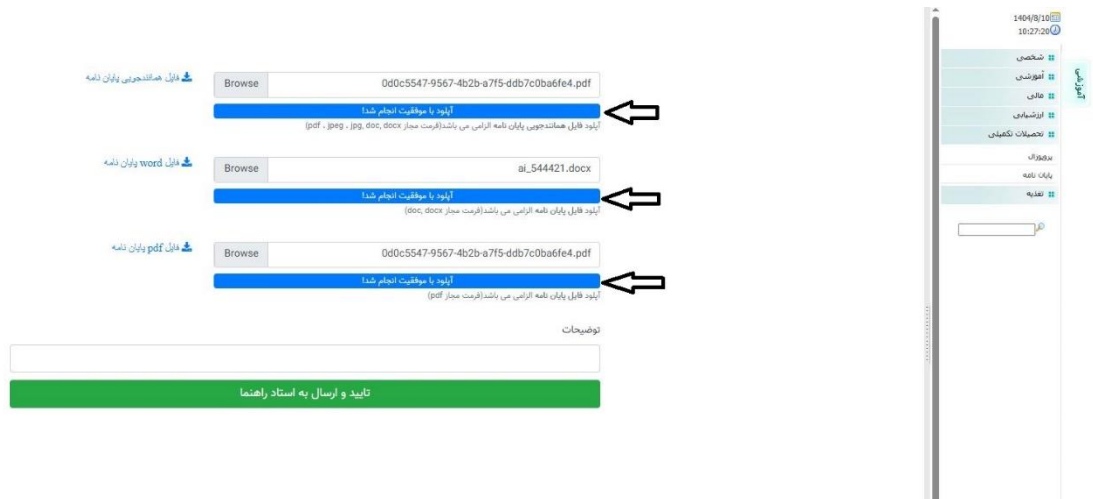 1404/8/10
10:27:20
آموزشی
شخصی
آموزشی
مالی
ارزشیابی
تحصیلات تکمیلی
پروپوزال
پایان نامه
تغذیه
فایل همانندجویی پایان نامه
Browse
0d0c5547-9567-4b2b-a7f5-ddb7c0ba6fe4.pdf
آپلود با موفقیت انجام شد!
آپلود فایل همانندجویی پایان نامه الزامی می باشد(فرمت مجاز pdf ، jpeg ، jpg, doc, docx)
فایل word پایان نامه
Browse
ai_544421.docx
آپلود با موفقیت انجام شد!
آپلود فایل پایان نامه الزامی می باشد(فرمت مجاز doc, docx)
فایل pdf پایان نامه
Browse
0d0c5547-9567-4b2b-a7f5-ddb7c0ba6fe4.pdf
آپلود با موفقیت انجام شد!
آپلود فایل پایان نامه الزامی می باشد(فرمت مجاز pdf)
توضیحات
تایید و ارسال به استاد راهنما